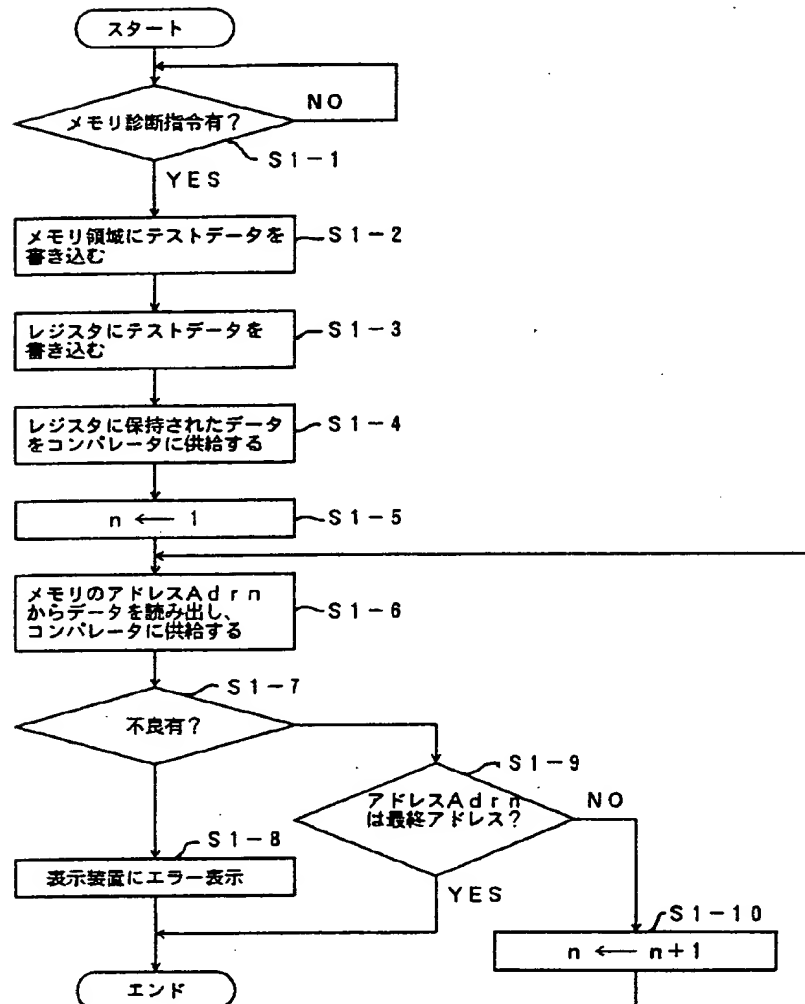 スタート
NO
メモリ診断指令有?
S1-1
YES
メモリ領域にテストデータを
書き込む
S1-2
レジスタにテストデータを
書き込む
S1-3
レジスタに保持されたデータ
をコンパレータに供給する
S1-4
n ← 1
S1-5
メモリのアドレスAdrn
からデータを読み出し、
コンパレータに供給する
S1-6
S1-7
不良有?
S1-9
アドレスAdrn
は最終アドレス?
NO
S1-8
表示装置にエラー表示
YES
S1-10
n ← n+1
エンド